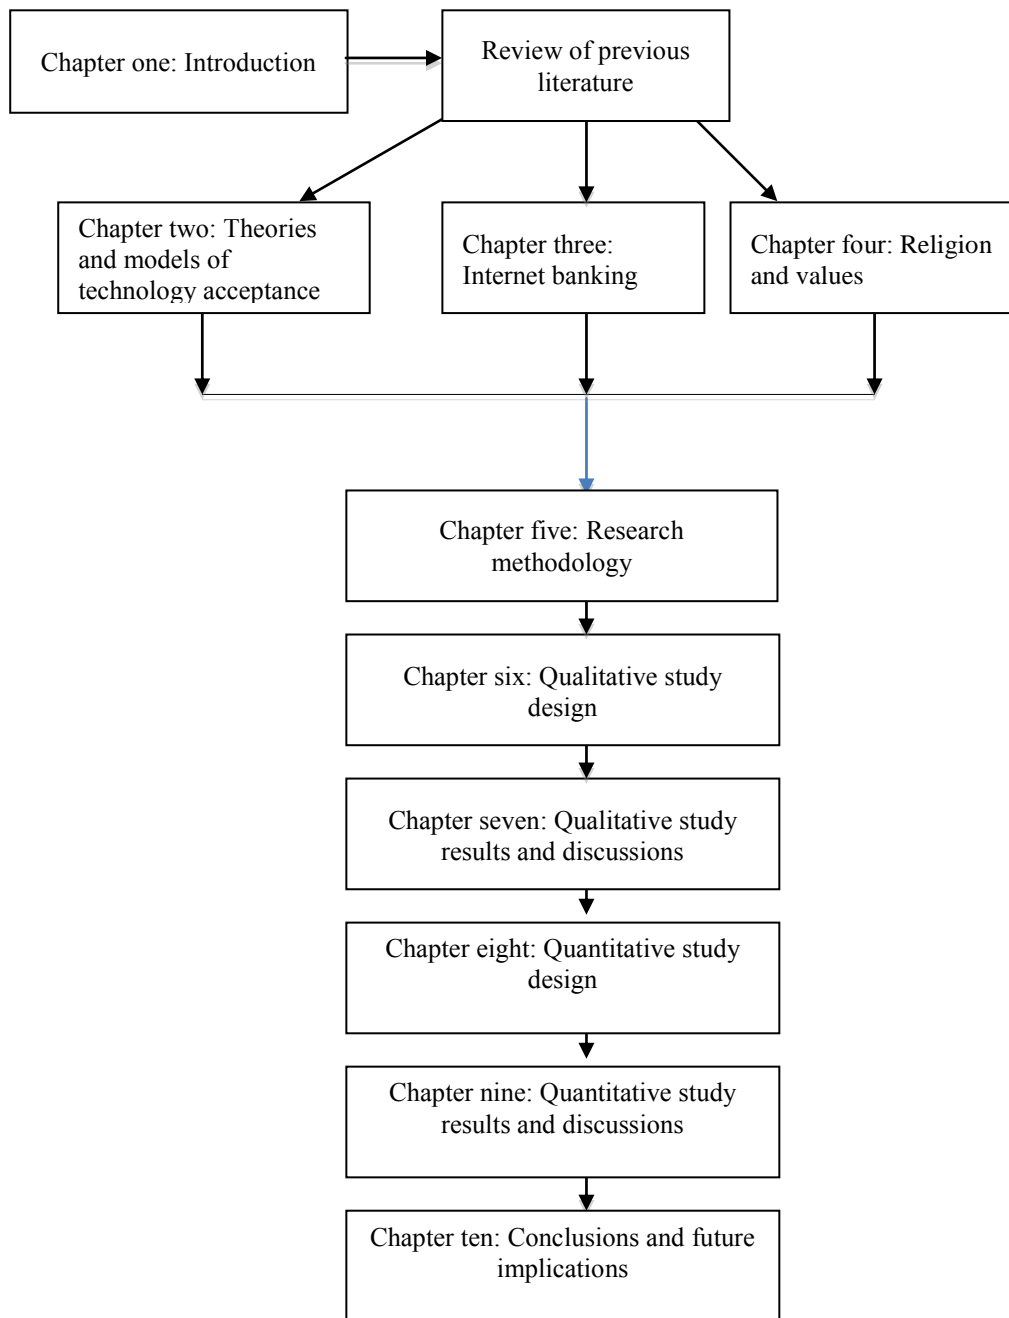 Chapter one: Introduction
Review of previous
literature
Chapter two: Theories
and models of
technology acceptance
Chapter three:
Internet banking
Chapter four: Religion
and values
Chapter five: Research
methodology
Chapter six: Qualitative study
design
Chapter seven: Qualitative study
results and discussions
Chapter eight: Quantitative study
design
Chapter nine: Quantitative study
results and discussions
Chapter ten: Conclusions and future
implications